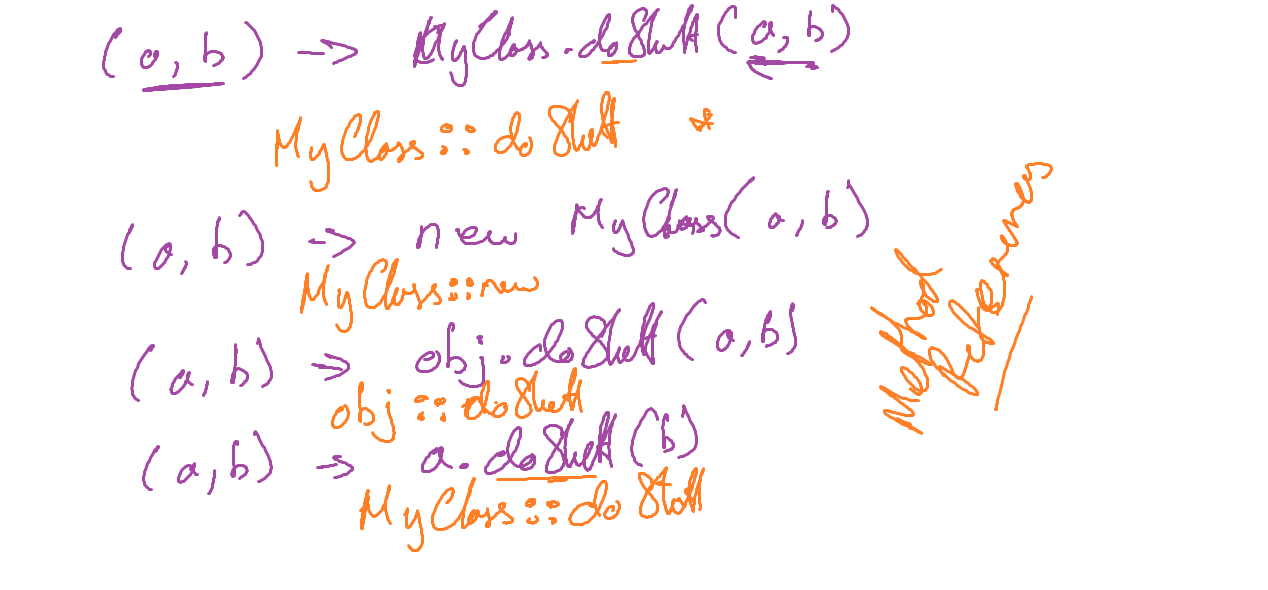 (a, b) -> MyClass.doStuff(a, b)
MyClass::doStuff *
(a, b) -> new MyClass(a, b)
MyClass::new
(a, b) -> obj.doStuff(a, b)
obj::doStuff
(a, b) -> a.doStuff(b)
MyClass::doStuff
Method
References